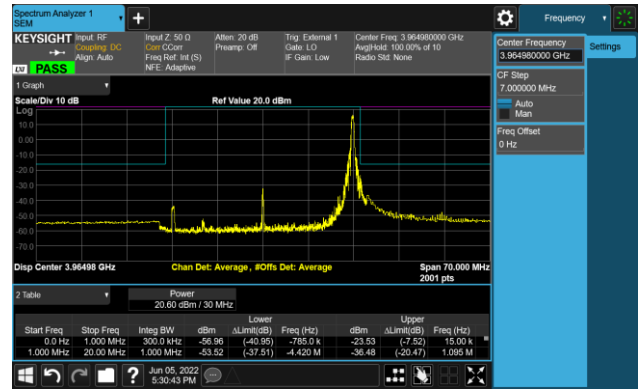 Spectrum Analyzer 1
SEM
Frequency
KEYSIGHT Input: RF
Coupling: DC
Align: Auto
Input Z: 50 Ω
Corr CCorr
Freq Ref: Int (S)
NFE: Adaptive
Atten: 20 dB
Preamp: Off
Trig: External 1
Gate: LO
IF Gain: Low
Center Freq: 3.964980000 GHz
Avg|Hold: 100.00% of 10
Radio Std: None
LXI PASS
Center Frequency
3.964980000 GHz
Settings
CF Step
7.000000 MHz
Auto
Man
Freq Offset
0 Hz
1 Graph
Scale/Div 10 dB
Ref Value 20.0 dBm
Log
10.0
0.00
-10.0
-20.0
-30.0
-40.0
-50.0
-60.0
-70.0
Disp Center 3.96498 GHz
Chan Det: Average, #Offs Det: Average
Span 70.000 MHz
2001 pts
2 Table
Power
20.60 dBm / 30 MHz
Lower Upper
Start Freq Stop Freq Integ BW dBm ΔLimit(dB) Freq (Hz) dBm ΔLimit(dB) Freq (Hz)
0.0 Hz 1.000 MHz 300.0 kHz -56.96 (-40.95) -785.0 k -23.53 (-7.52) 15.00 k
1.000 MHz 20.00 MHz 1.000 MHz -53.52 (-37.51) -4.420 M -36.48 (-20.47) 1.095 M
?
Jun 05, 2022
5:30:43 PM